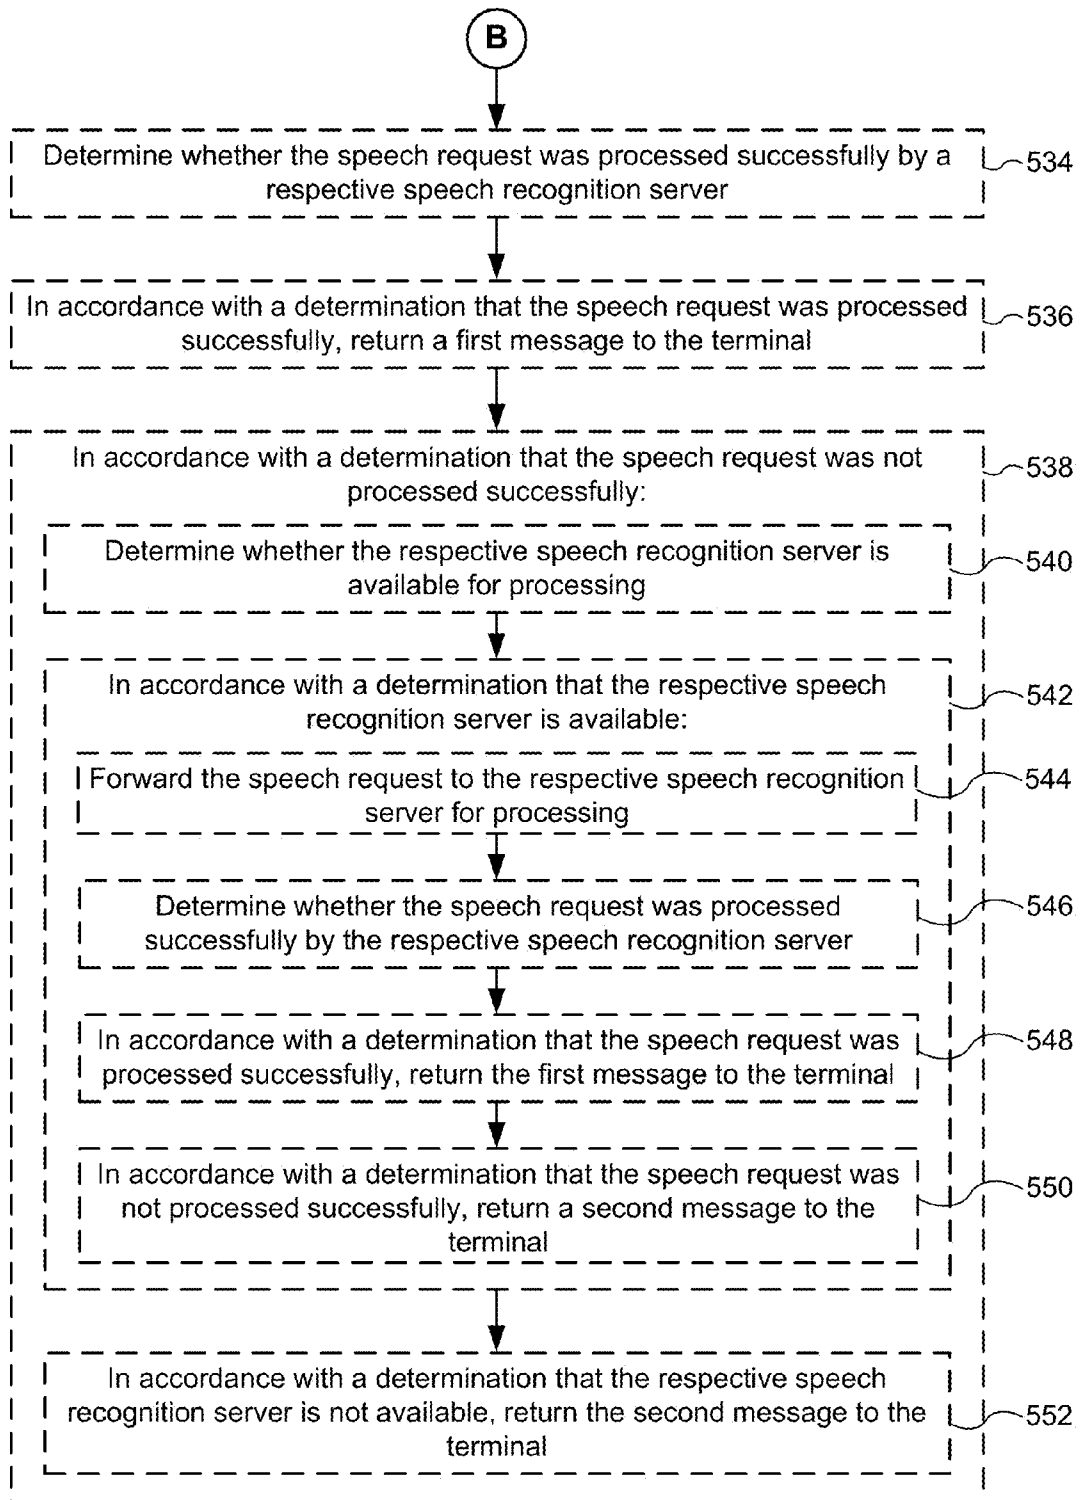 B
Determine whether the speech request was processed successfully by a
respective speech recognition server
534
In accordance with a determination that the speech request was processed
successfully, return a first message to the terminal
536
In accordance with a determination that the speech request was not
processed successfully:
538
Determine whether the respective speech recognition server is
available for processing
540
In accordance with a determination that the respective speech
recognition server is available:
542
Forward the speech request to the respective speech recognition
server for processing
544
Determine whether the speech request was processed
successfully by the respective speech recognition server
546
In accordance with a determination that the speech request was
processed successfully, return the first message to the terminal
548
In accordance with a determination that the speech request was
not processed successfully, return a second message to the
terminal
550
In accordance with a determination that the respective speech
recognition server is not available, return the second message to the
terminal
552